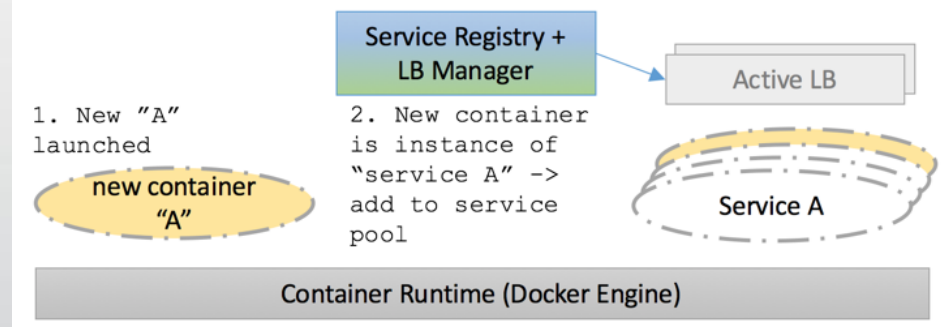 Service Registry +
LB Manager
Active LB
1. New "A"
launched
new container
“A”
2. New container
is instance of
“service A” ->
add to service
pool
Service A
Container Runtime (Docker Engine)